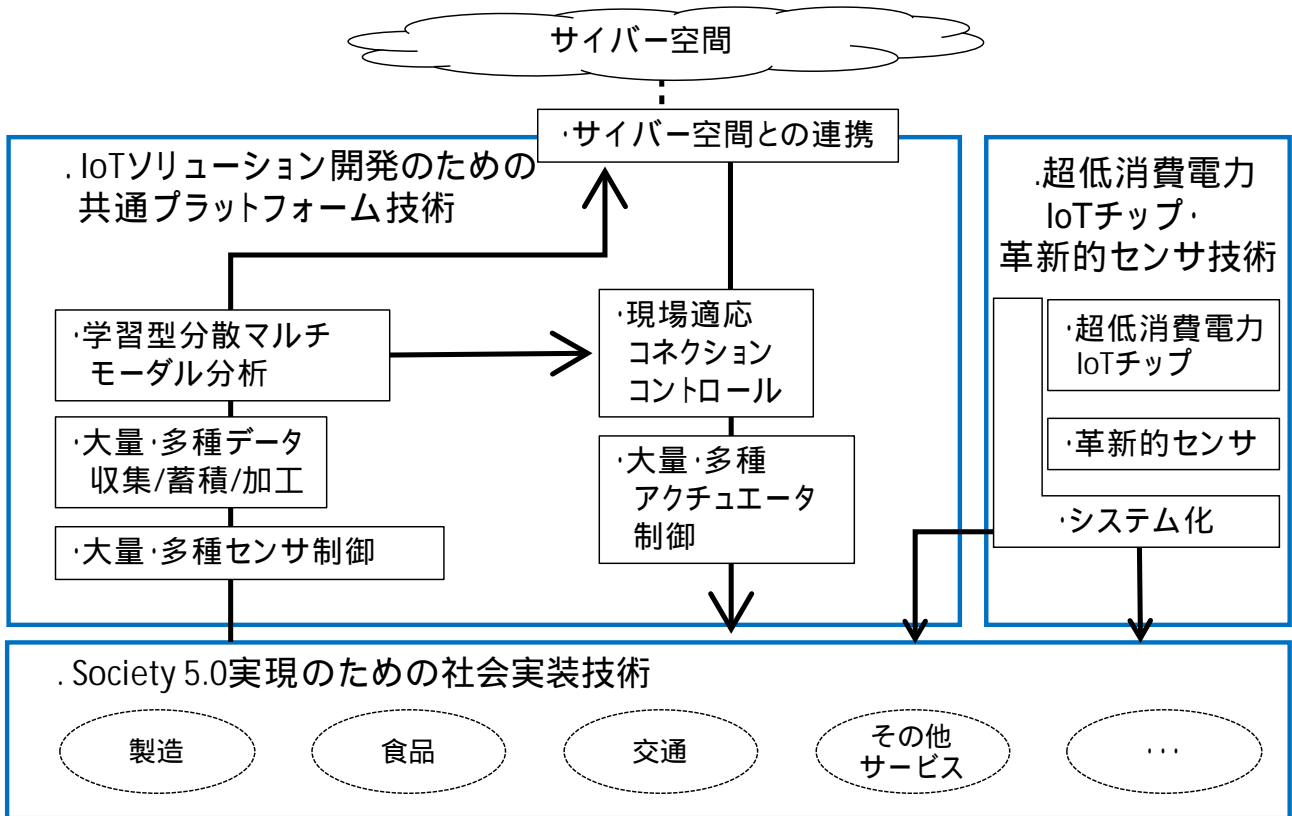 サイバー空間
･サイバー空間との連携
. IoTソリューション開発のための
共通プラットフォーム技術
･学習型分散マルチ
モーダル分析
･大量･多種データ
収集/蓄積/加工
･大量･多種センサ制御
･現場適応
コネクション
コントロール
･大量･多種
アクチュエータ
制御
.超低消費電力
IoTチップ･
革新的センサ技術
･超低消費電力
IoTチップ
･革新的センサ
･システム化
. Society 5.0実現のための社会実装技術
製造
食品
交通
その他
サービス
･･･